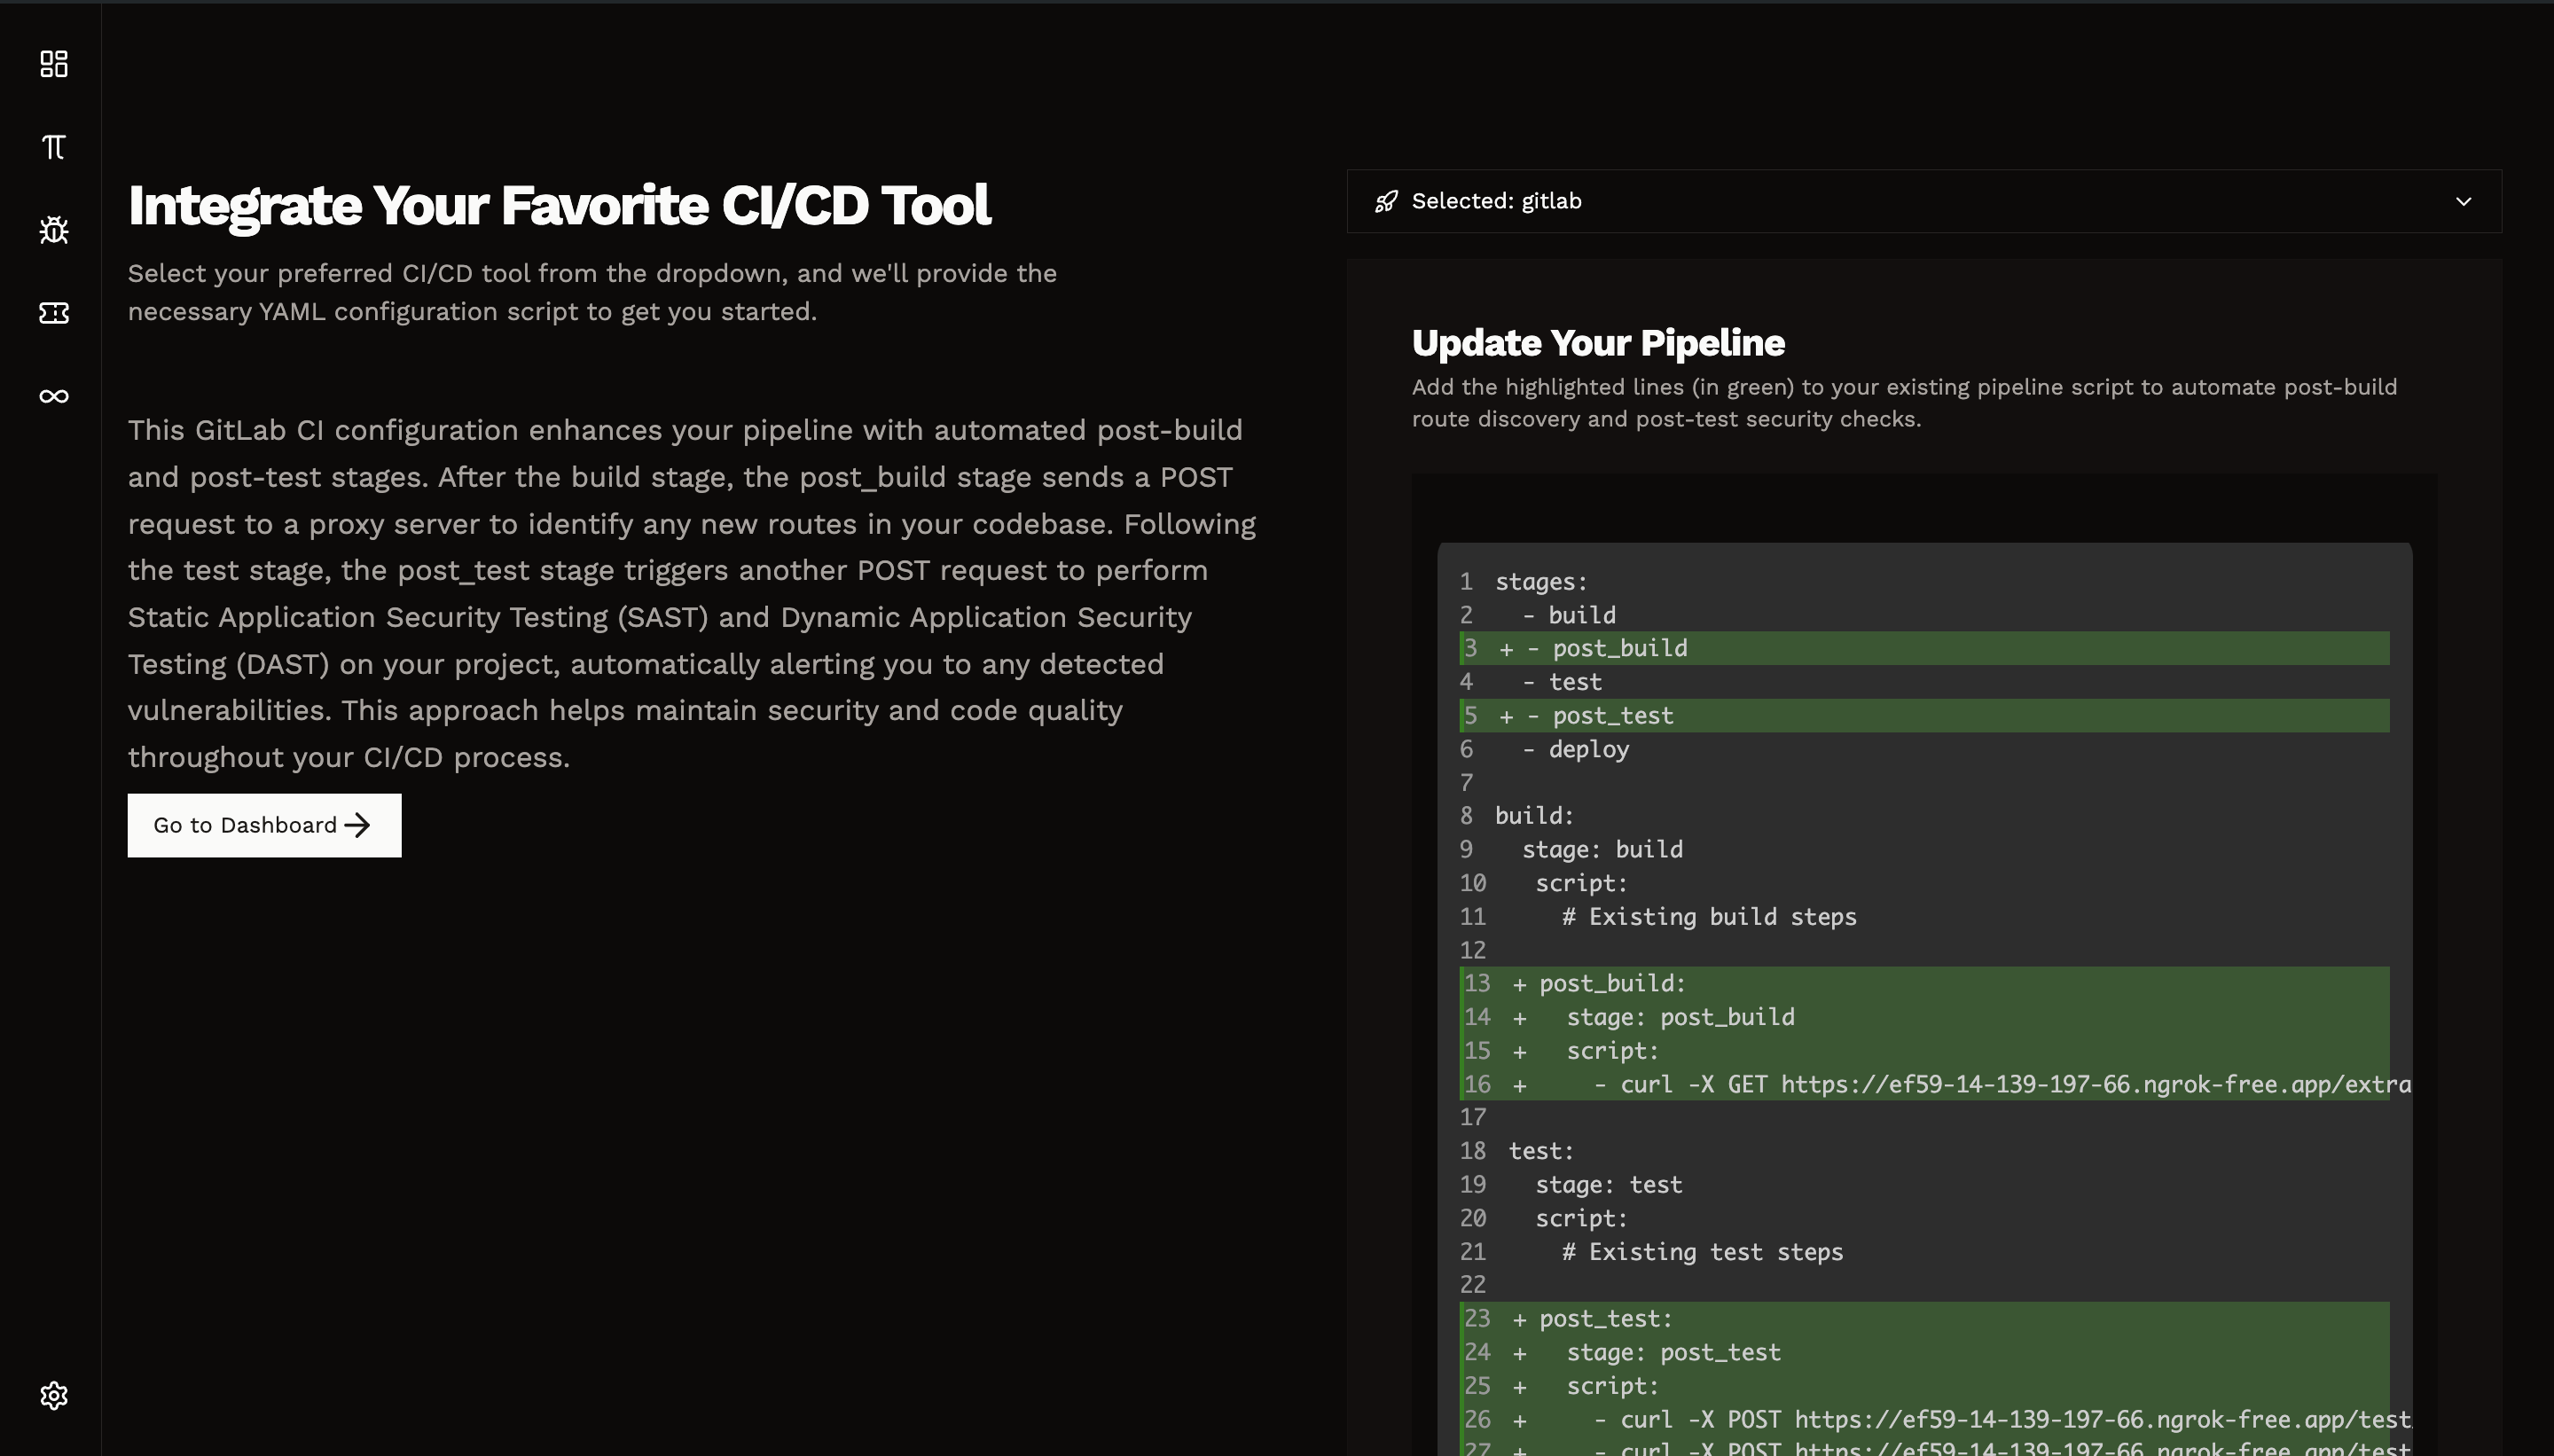 Integrate Your Favorite CI/CD Tool
Select your preferred CI/CD tool from the dropdown, and we'll provide the
necessary YAML configuration script to get you started.
This GitLab CI configuration enhances your pipeline with automated post-build
and post-test stages. After the build stage, the post_build stage sends a POST
request to a proxy server to identify any new routes in your codebase. Following
the test stage, the post_test stage triggers another POST request to perform
Static Application Security Testing (SAST) and Dynamic Application Security
Testing (DAST) on your project, automatically alerting you to any detected
vulnerabilities. This approach helps maintain security and code quality
throughout your CI/CD process.
Go to Dashboard
Selected: gitlab
Update Your Pipeline
Add the highlighted lines (in green) to your existing pipeline script to automate post-build
route discovery and post-test security checks.
1 stages:
2   - build
3 + - post_build
4   - test
5 + - post_test
6   - deploy
7
8 build:
9   stage: build
10   script:
11     # Existing build steps
12
13 + post_build:
14 +   stage: post_build
15 +   script:
16 +     - curl -X GET https://ef59-14-139-197-66.ngrok-free.app/extra
17
18 test:
19   stage: test
20   script:
21     # Existing test steps
22
23 + post_test:
24 +   stage: post_test
25 +   script:
26 +     - curl -X POST https://ef59-14-139-197-66.ngrok-free.app/test
27 +     - curl -X POST https://ef59-14-139-197-66.ngrok-free.app/test